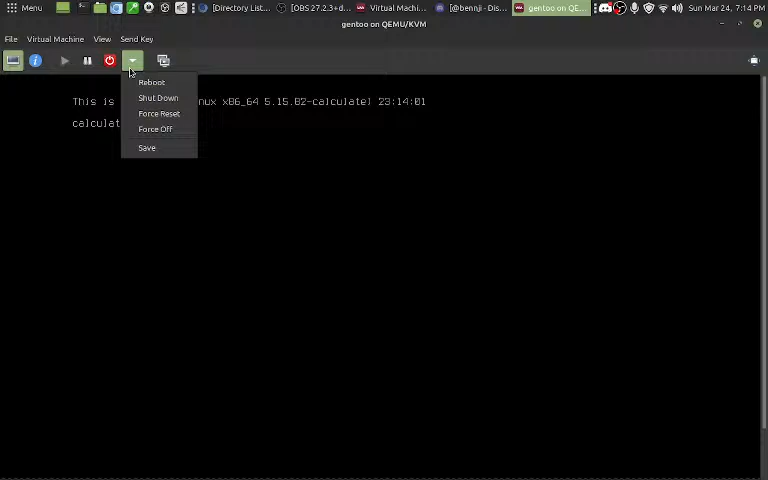 Menu [Directory List... [OBS 27.2.3+d... Virtual Machi... [@bennji - Dis... gentoo on QE... Sun Mar 24, 7:14 PM
gentoo on QEMU/KVM
File Virtual Machine View Send Key
Reboot
Shut Down
Force Reset
Force Off
Save
This is nux x86_64 5.15.82-calculate) 23:14:01
calculat